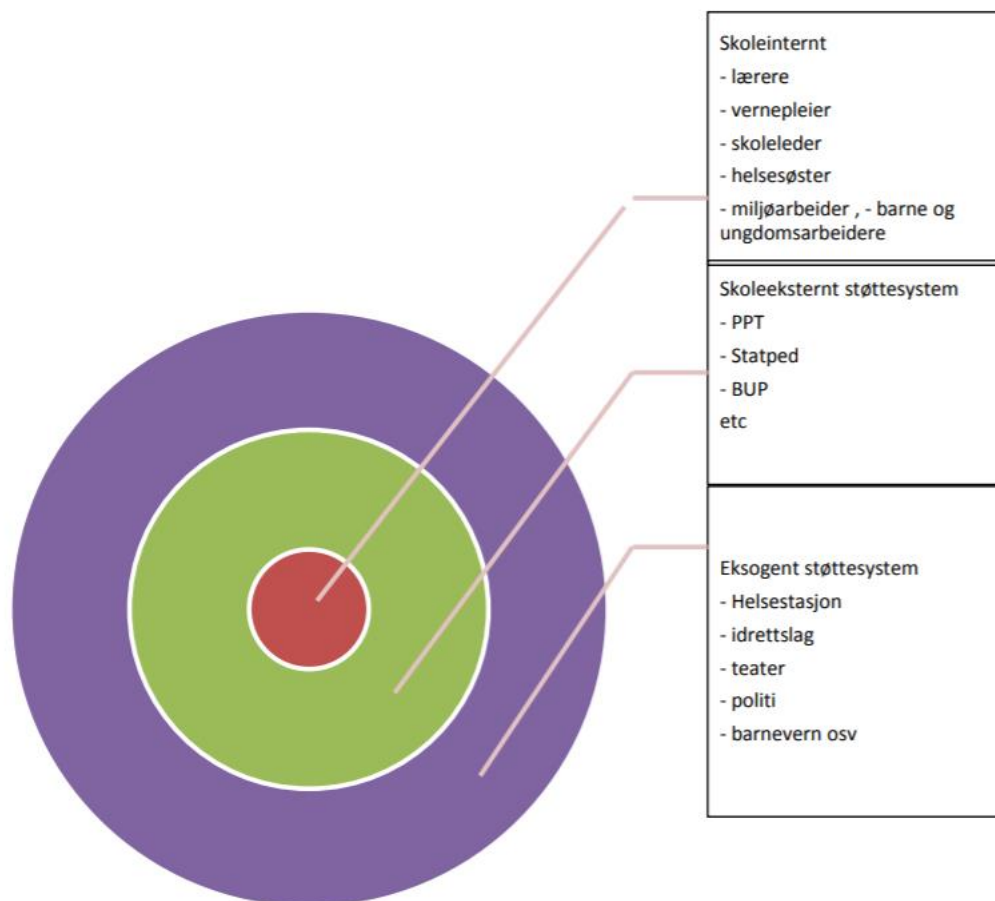 Skoleinternt
- lærere
- vernepleier
- skoleleder
- helsesøster
- miljøarbeider , - barne og
ungdomsarbeidere
Skoleeksternt støttesystem
- PPT
- Statped
- BUP
etc
Eksogent støttesystem
- Helsestasjon
- idrettslag
- teater
- politi
- barnevern osv